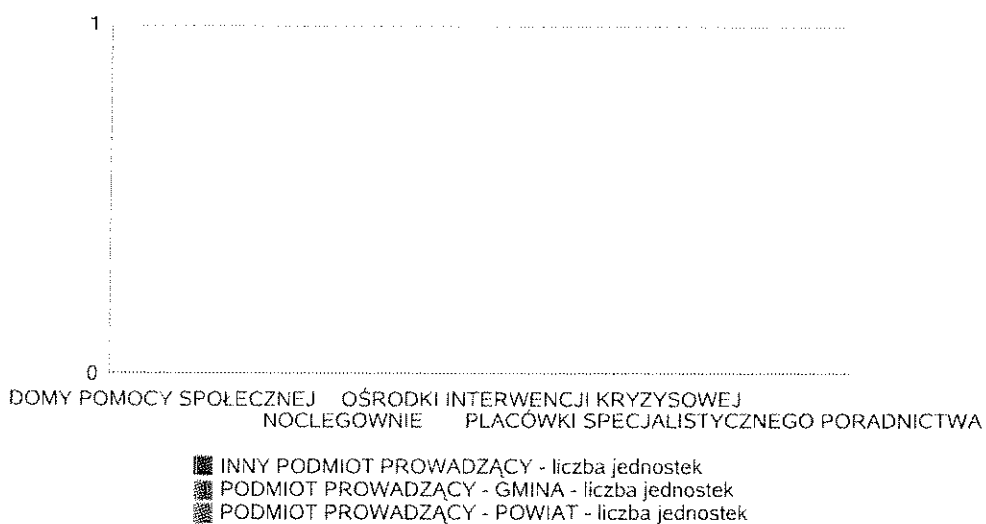 1
0
DOMY POMOCY SPOŁECZNEJ OŚRODKI INTERWENCJI KRYZYSOWEJ
NOCLEGOWNIE PLACÓWKI SPECJALISTYCZNEGO PORADNICTWA
INNY PODMIOT PROWADZĄCY - liczba jednostek
PODMIOT PROWADZĄCY - GMINA - liczba jednostek
PODMIOT PROWADZĄCY - POWIAT - liczba jednostek